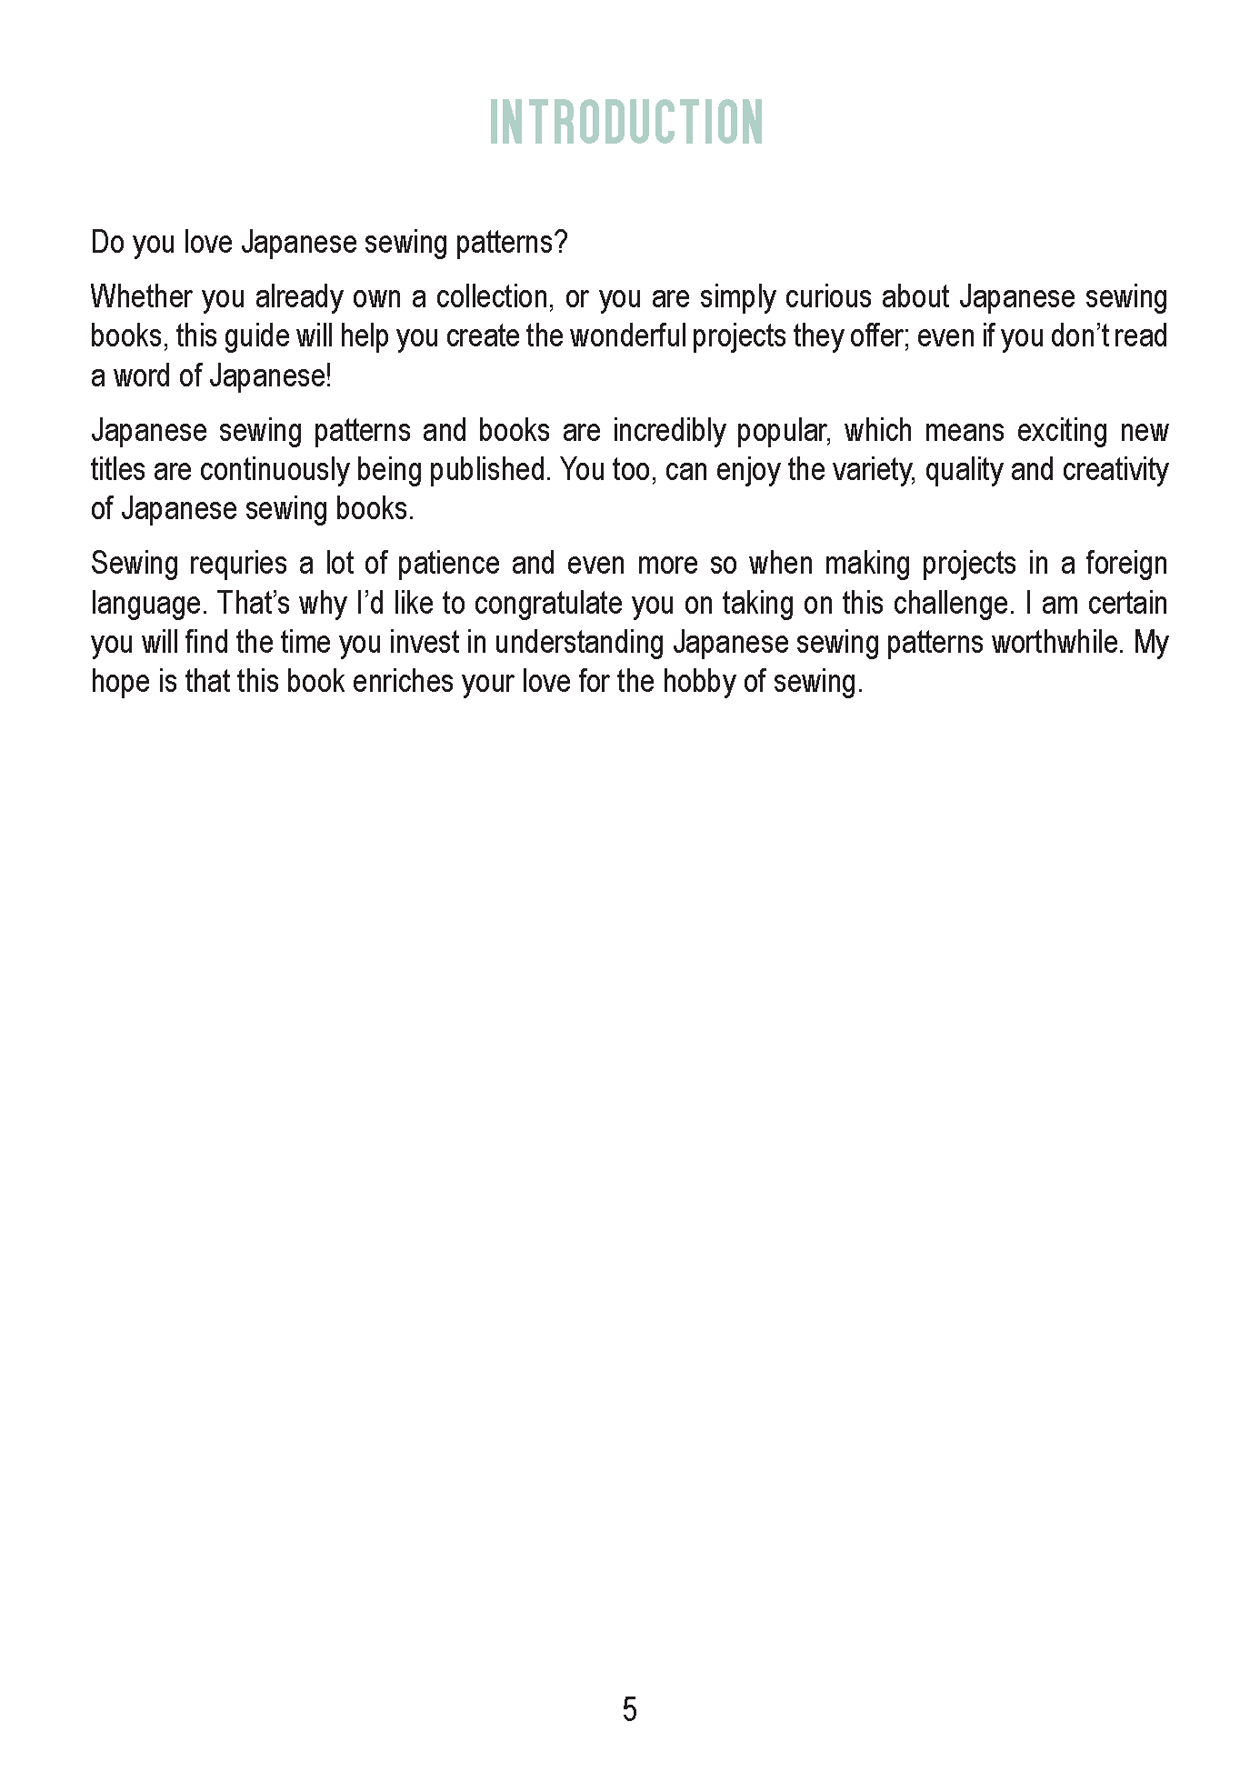 INTRODUCTION
Do you love Japanese sewing patterns?
Whether you already own a collection, or you are simply curious about Japanese sewing
books, this guide will help you create the wonderful projects they offer; even if you don’t read
a word of Japanese!
Japanese sewing patterns and books are incredibly popular, which means exciting new
titles are continuously being published. You too, can enjoy the variety, quality and creativity
of Japanese sewing books.
Sewing requries a lot of patience and even more so when making projects in a foreign
language. That’s why I’d like to congratulate you on taking on this challenge. I am certain
you will find the time you invest in understanding Japanese sewing patterns worthwhile. My
hope is that this book enriches your love for the hobby of sewing.
5